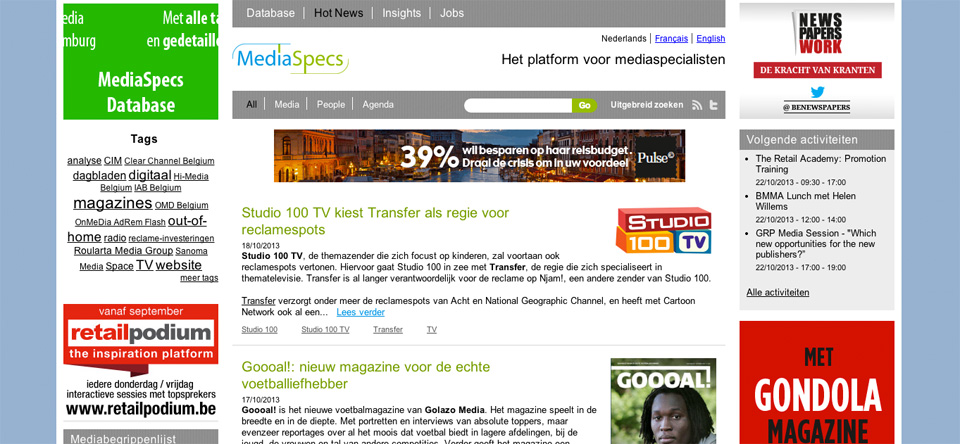 edia
mburg
Met alle ta
en gedetaille
MediaSpecs
Database
Tags
analyse CIM Clear Channel Belgium
dagbladen digitaal Hi-Media
Belgium IAB Belgium
magazines OMD Belgium
OnMeDia AdRem Flash out-of-
home radio reclame-investeringen
Roularta Media Group Sanoma
Media Space TV website
meer tags
vanaf september
retailpodium
the inspiration platform
iedere donderdag / vrijdag
interactieve sessies met topsprekers
www.retailpodium.be
Mediabegrippenlijst
Database | Hot News | Insights | Jobs
Nederlands | Français | English
MediaSpecs
Het platform voor mediaspecialisten
All | Media | People | Agenda
Go
Uitgebreid zoeken
39% wil besparen op haar reisbudget.
Draai de crisis om in uw voordeel
Pulse
Studio 100 TV kiest Transfer als regie voor
reclamespots
18/10/2013
Studio 100 TV, de themazender die zich focust op kinderen, zal voortaan ook
reclamespots vertonen. Hiervoor gaat Studio 100 in zee met Transfer, de regie die zich specialiseert in
thematelevisie. Transfer is al langer verantwoordelijk voor de reclame op Njam!, een andere zender van Studio 100.
Transfer verzorgt onder meer de reclamespots van Acht en National Geographic Channel, en heeft met Cartoon
Network ook al een... Lees verder
Studio 100 Studio 100 TV Transfer TV
STUDIO
100 TV
Goooal!: nieuw magazine voor de echte
voetballiefhebber
17/10/2013
Goooal! is het nieuwe voetbalmagazine van Golazo Media. Het magazine speelt in de
breedte en in de diepte. Met portretten en interviews van absolute toppers, maar
evenzeer reportages over al het moois dat voetbal biedt in lagere afdelingen, bij de
jeugd, de vrouwen en tal van andere competities. Verder geeft het magazine een
GOOOAL!
NEWS
PAPERS
WORK
DE KRACHT VAN KRANTEN
@BENEWSPAPERS
Volgende activiteiten
The Retail Academy: Promotion
Training
22/10/2013 - 09:30 - 17:00
BMMA Lunch met Helen
Willems
22/10/2013 - 12:00 - 14:00
GRP Media Session - "Which
new opportunities for the new
publishers?"
22/10/2013 - 17:00 - 19:00
Alle activiteiten
MET
GONDOLA
MAGAZINE